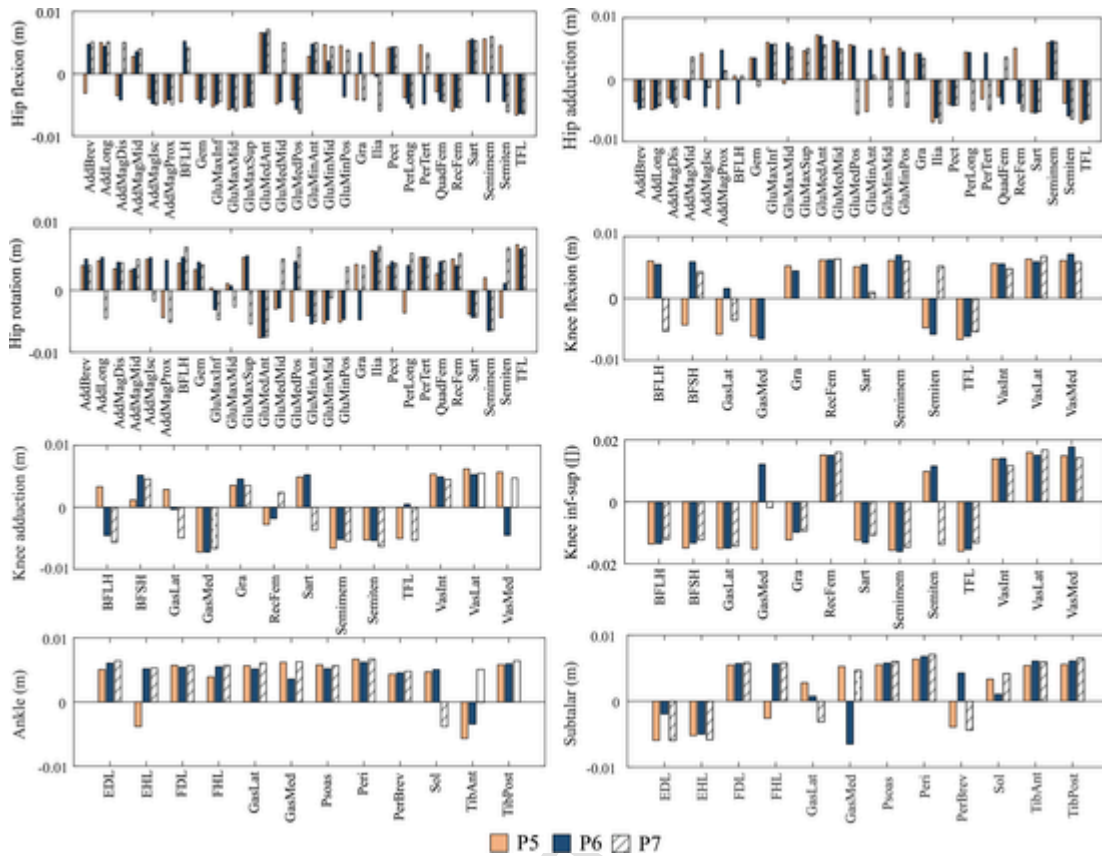 Hip flexion (m)
0.01
0
-0.01
AddBrev
AddLong
AddMagDis
AddMagMid
AddMagIsc
AddMagProx
BFLH
Gem
GluMaxInf
GluMaxMid
GluMaxSup
GluMedAnt
GluMedMid
GluMedPos
GluMinAnt
GluMinMid
GluMinPos
Gra
Ilia
Pect
PerLong
PerTert
QuadFem
RecFem
Sart
Semimem
Semiten
TFL
Hip adduction (m)
0.01
0
-0.01
AddBrev
AddLong
AddMagDis
AddMagMid
AddMagIsc
AddMagProx
BFLH
Gem
GluMaxInf
GluMaxMid
GluMaxSup
GluMedAnt
GluMedMid
GluMedPos
GluMinAnt
GluMinMid
GluMinPos
Gra
Ilia
Pect
PerLong
PerTert
QuadFem
RecFem
Sart
Semimem
Semiten
TFL
Hip rotation (m)
0.01
0
-0.01
AddBrev
AddLong
AddMagDis
AddMagMid
AddMagIsc
AddMagProx
BFLH
Gem
GluMaxInf
GluMaxMid
GluMaxSup
GluMedAnt
GluMedMid
GluMedPos
GluMinAnt
GluMinMid
GluMinPos
Gra
Ilia
Pect
PerLong
PerTert
QuadFem
RecFem
Sart
Semimem
Semiten
TFL
Knee flexion (m)
0.01
0
-0.01
BFLH
BFSH
GasLat
GasMed
Gra
RecFem
Sart
Semimem
Semiten
TFL
VasInt
VasLat
VasMed
Knee adduction (m)
0.01
0
-0.01
BFLH
BFSH
GasLat
GasMed
Gra
RecFem
Sart
Semimem
Semiten
TFL
VasInt
VasLat
VasMed
Knee inf-sup ([])
0.02
0
-0.02
BFLH
BFSH
GasLat
GasMed
Gra
RecFem
Sart
Semimem
Semiten
TFL
VasInt
VasLat
VasMed
Ankle (m)
0.01
0
-0.01
EDL
EHL
FDL
FHL
GasLat
GasMed
Psoas
Peri
PerBrev
Sol
TibAnt
TibPost
Subtalar (m)
0.01
0
-0.01
EDL
EHL
FDL
FHL
GasLat
GasMed
Psoas
Peri
PerBrev
Sol
TibAnt
TibPost
P5 P6 P7